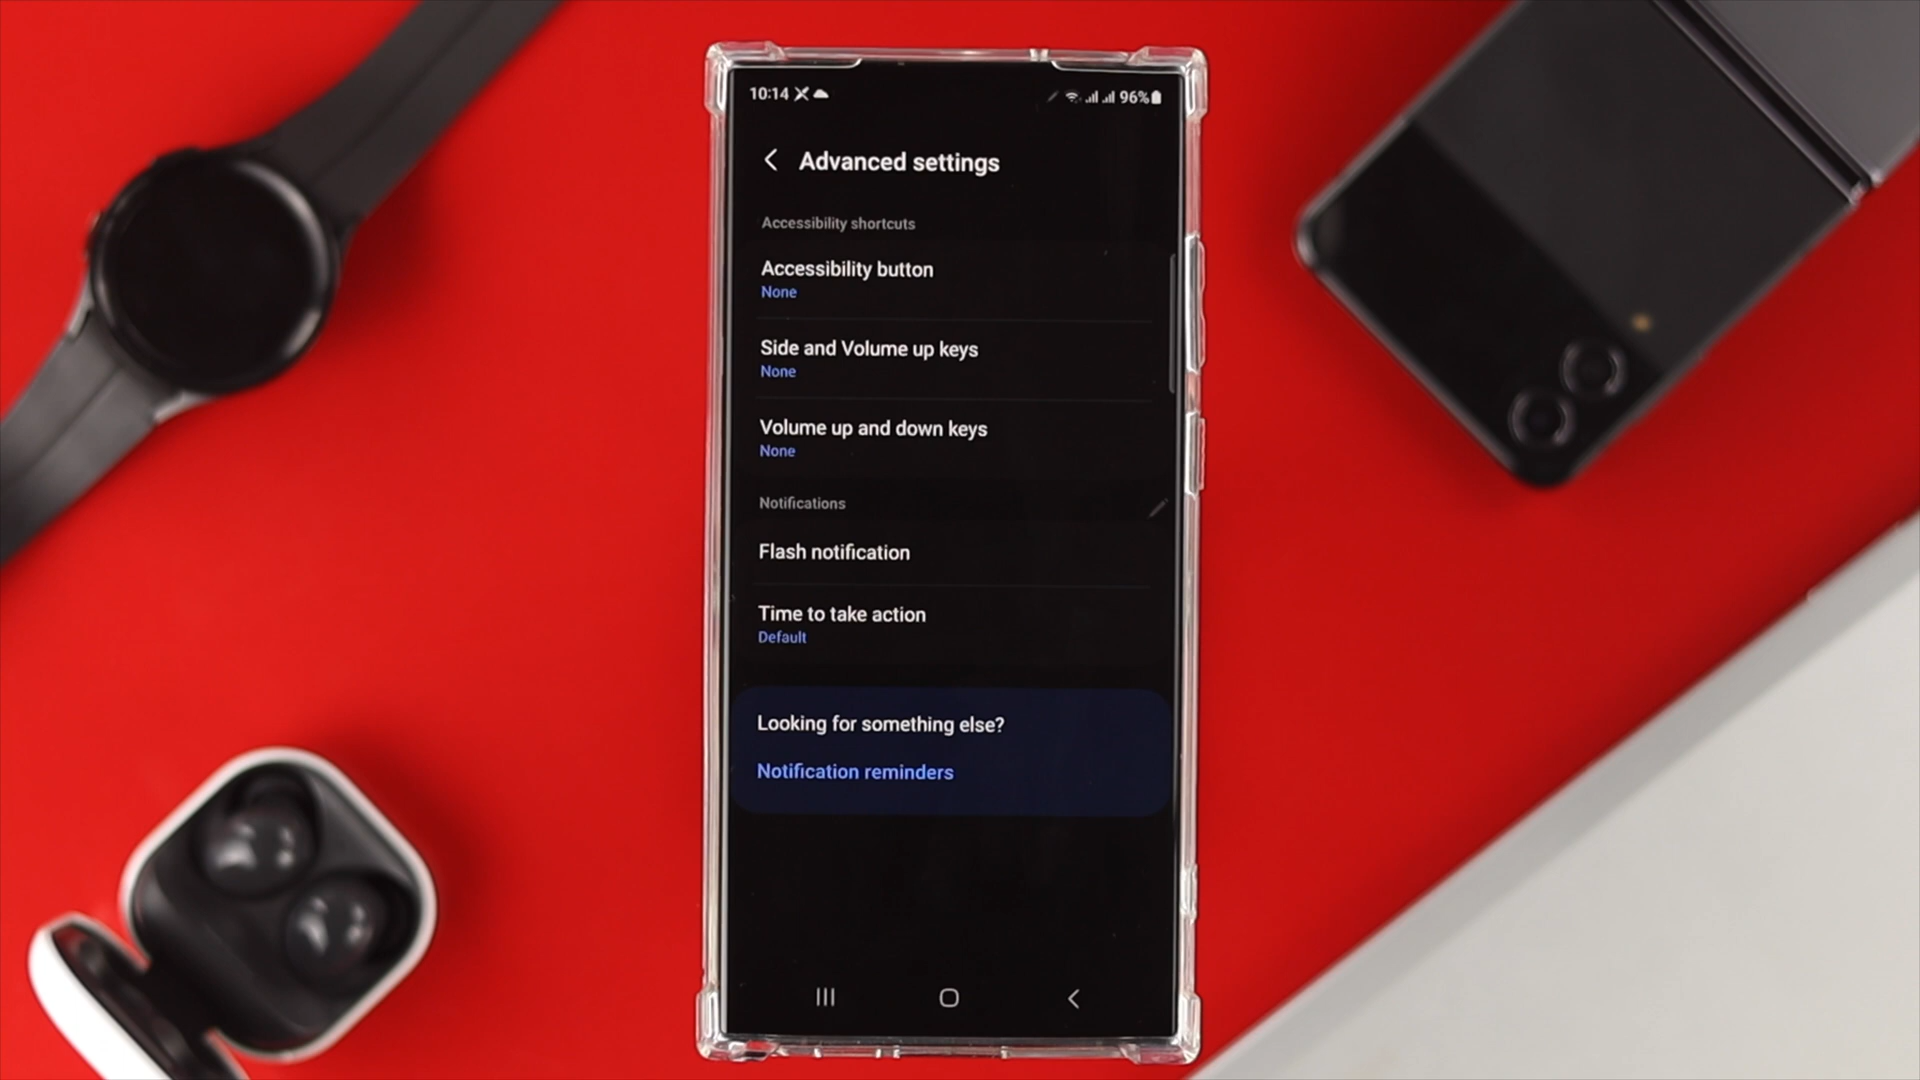 10:14 96%
Advanced settings
Accessibility shortcuts
Accessibility button
None
Side and Volume up keys
None
Volume up and down keys
None
Notifications
Flash notification
Time to take action
Default
Looking for something else?
Notification reminders